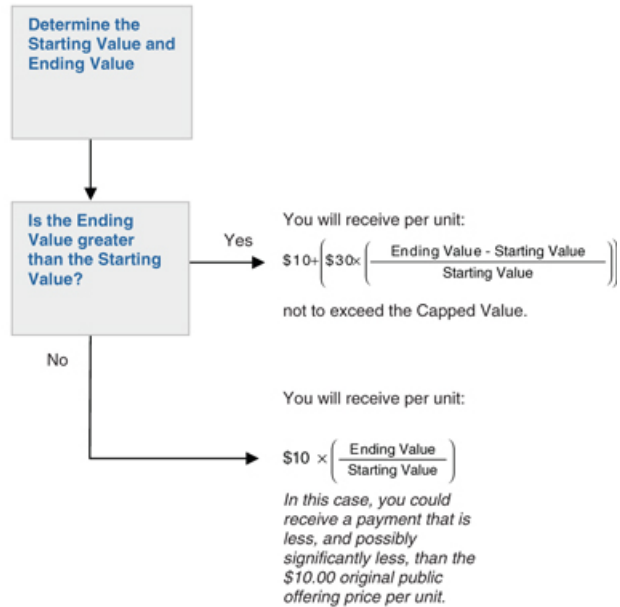 Determine the
Starting Value and
Ending Value
Is the Ending
Value greater
than the Starting
Value?
Yes
You will receive per unit:
$10+($30×(Ending Value - Starting Value
Starting Value))
not to exceed the Capped Value.
No
You will receive per unit:
$10 ×(Ending Value
Starting Value)
In this case, you could
receive a payment that is
less, and possibly
significantly less, than the
$10.00 original public
offering price per unit.